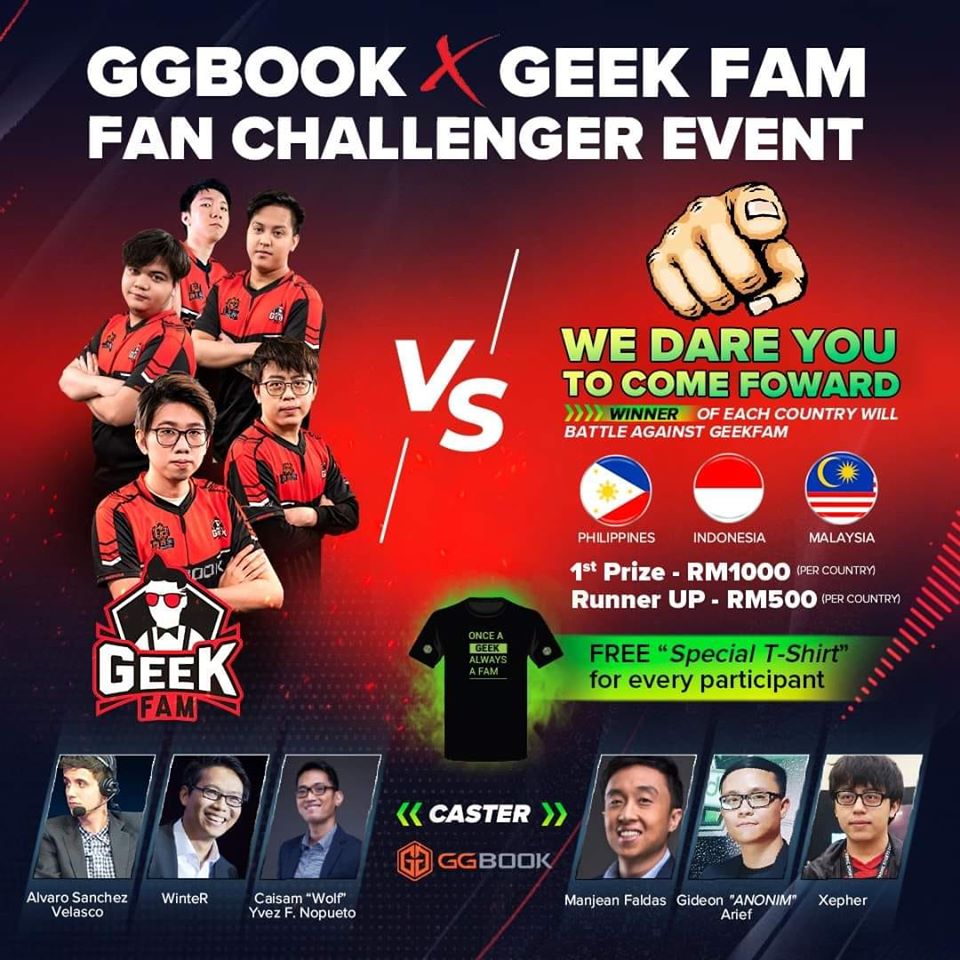 GGBOOK X GEEK FAM
FAN CHALLENGER EVENT
VS
WE DARE YOU
TO COME FOWARD
WINNER OF EACH COUNTRY WILL
BATTLE AGAINST GEEKFAM
PHILIPPINES
INDONESIA
MALAYSIA
1st Prize - RM1000 (PER COUNTRY)
Runner UP - RM500 (PER COUNTRY)
GEEK
FAM
ONCE A
GEEK
ALWAYS
A FAM
FREE “Special T-Shirt”
for every participant
CASTER
GGBOOK
Alvaro Sanchez
Velasco
WinteR
Caisam “Wolf”
Yvez F. Nopueto
Manjean Faldas
Gideon "ANONIM"
Arief
Xepher